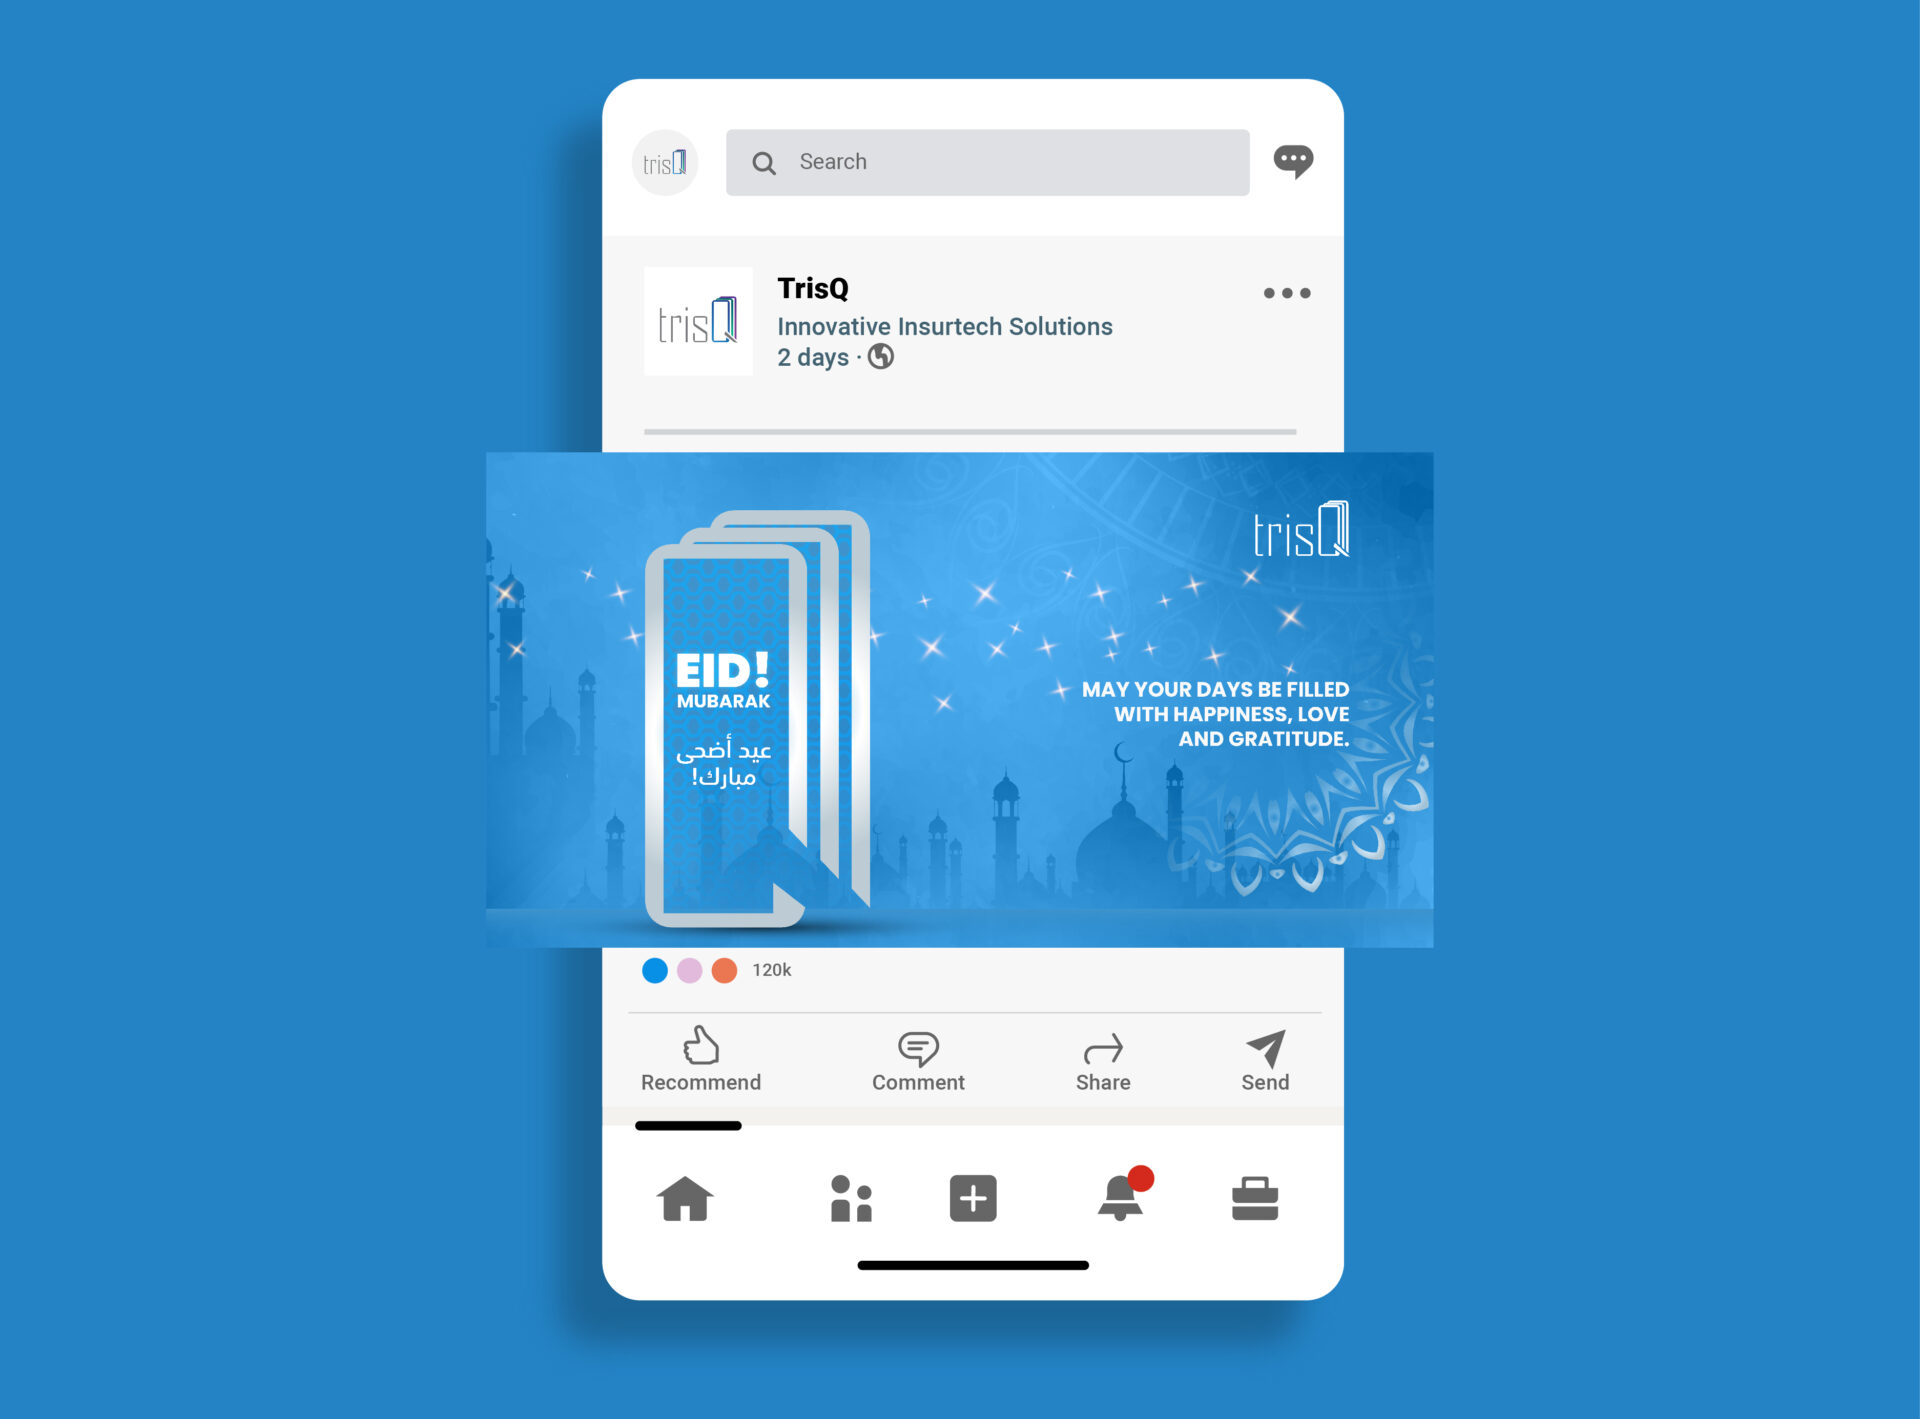 trisQ
Search
trisQ
TrisQ
Innovative Insurtech Solutions
2 days ·
trisQ
EID!
MUBARAK
عيد أضحى
مبارك!
MAY YOUR DAYS BE FILLED
WITH HAPPINESS, LOVE
AND GRATITUDE.
120k
Recommend
Comment
Share
Send